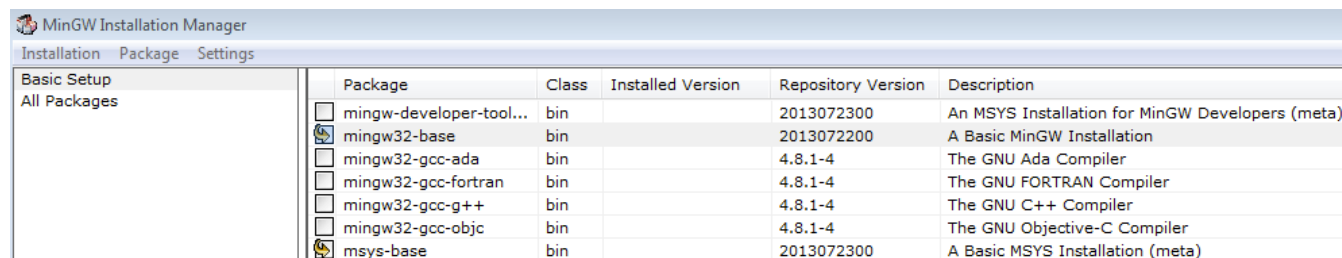 MinGW Installation Manager
Installation Package Settings
Basic Setup
All Packages
Package Class Installed Version Repository Version Description
mingw-developer-tool... bin 2013072300 An MSYS Installation for MinGW Developers (meta)
mingw32-base bin 2013072200 A Basic MinGW Installation
mingw32-gcc-ada bin 4.8.1-4 The GNU Ada Compiler
mingw32-gcc-fortran bin 4.8.1-4 The GNU FORTRAN Compiler
mingw32-gcc-g++ bin 4.8.1-4 The GNU C++ Compiler
mingw32-gcc-objc bin 4.8.1-4 The GNU Objective-C Compiler
msys-base bin 2013072300 A Basic MSYS Installation (meta)